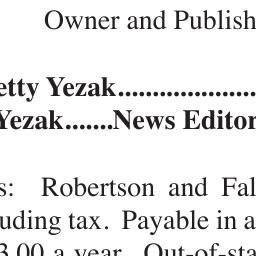 Owner and Publish
etty Yezak....................
Yezak.......News Editor
s: Robertson and Fal
uding tax. Payable in a
3.00 a year. Out-of-sta